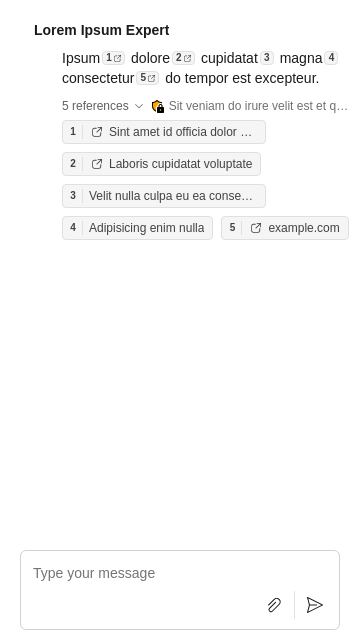 Lorem Ipsum Expert
Ipsum 1 dolore 2 cupidatat 3 magna 4
consectetur 5 do tempor est excepteur.
5 references Sit veniam do irure velit est et q…
1 Sint amet id officia dolor …
2 Laboris cupidatat voluptate
3 Velit nulla culpa eu ea conse…
4 Adipisicing enim nulla 5 example.com
Type your message